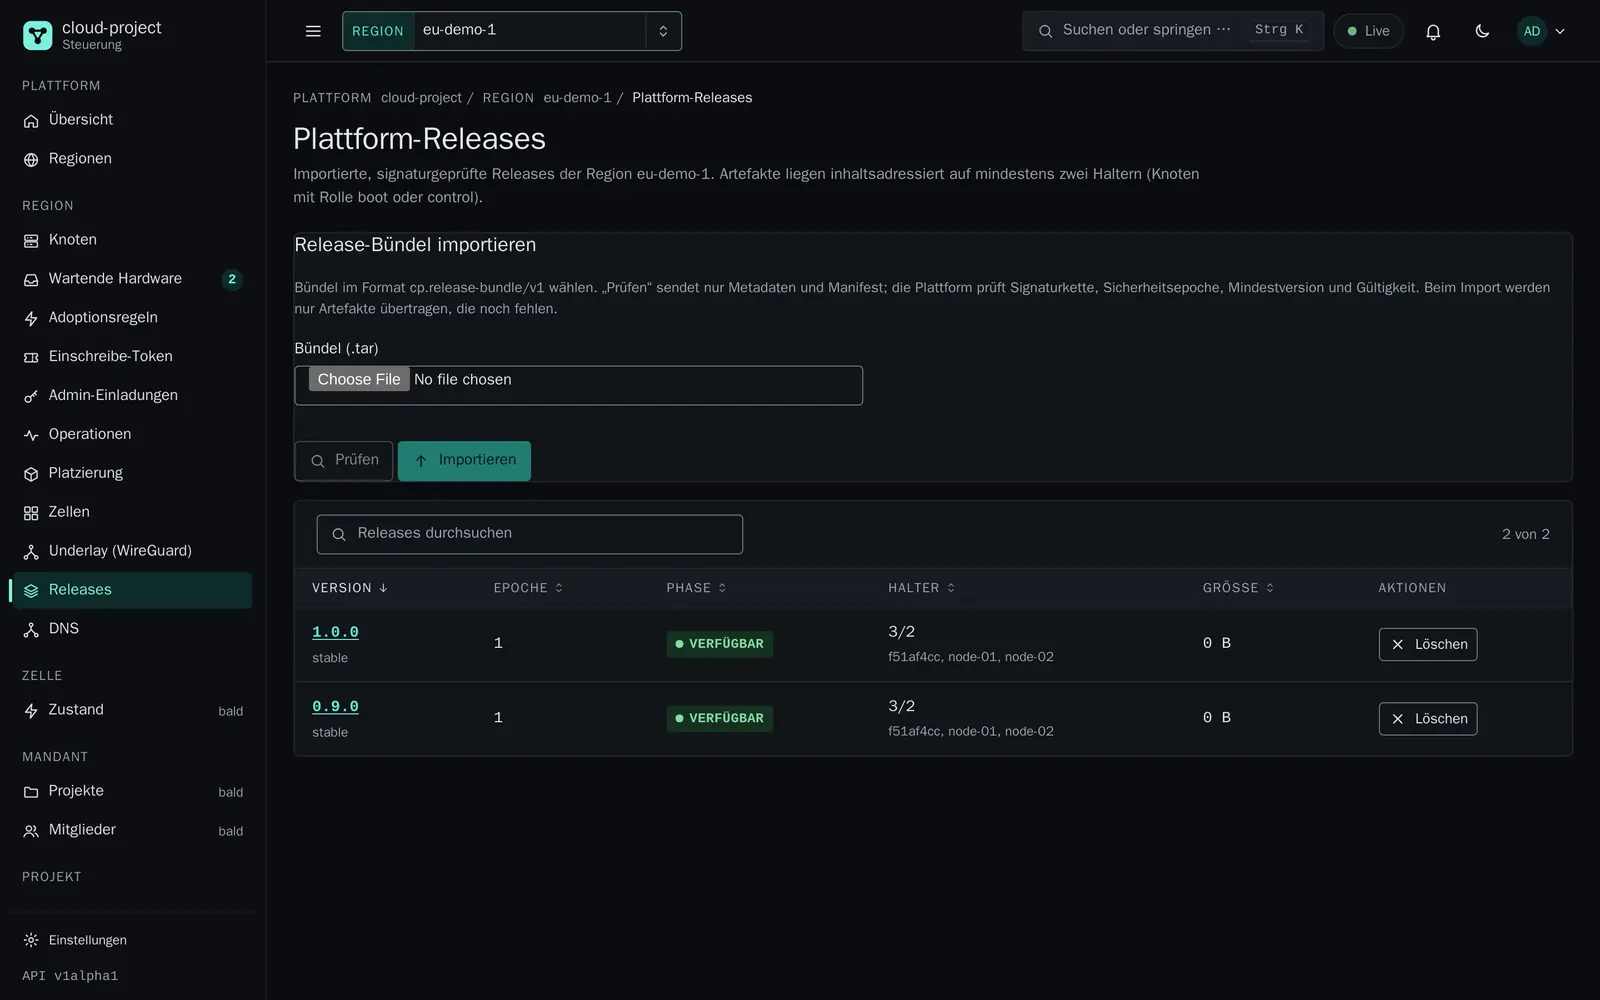 cloud-project
Steuerung
PLATTFORM
Übersicht
Regionen
REGION
Knoten
Wartende Hardware 2
Adoptionsregeln
Einschreibe-Token
Admin-Einladungen
Operationen
Platzierung
Zellen
Underlay (WireGuard)
Releases
DNS
ZELLE
Zustand bald
MANDANT
Projekte bald
Mitglieder bald
PROJEKT
Einstellungen
API v1alpha1
REGION eu-demo-1
Suchen oder springen ··· Strg K
Live
AD
PLATTFORM cloud-project / REGION eu-demo-1 / Plattform-Releases
Plattform-Releases
Importierte, signaturgeprüfte Releases der Region eu-demo-1. Artefakte liegen inhaltsadressiert auf mindestens zwei Haltern (Knoten
mit Rolle boot oder control).
Release-Bündel importieren
Bündel im Format cp.release-bundle/v1 wählen. „Prüfen“ sendet nur Metadaten und Manifest; die Plattform prüft Signaturkette, Sicherheitsepoche, Mindestversion und Gültigkeit. Beim Import werden
nur Artefakte übertragen, die noch fehlen.
Bündel (.tar)
Choose File No file chosen
Prüfen
Importieren
Releases durchsuchen
2 von 2
VERSION EPOCHE PHASE HALTER GRÖSSE AKTIONEN
1.0.0
stable
1
VERFÜGBAR
3/2
f51af4cc, node-01, node-02
0 B
Löschen
0.9.0
stable
1
VERFÜGBAR
3/2
f51af4cc, node-01, node-02
0 B
Löschen